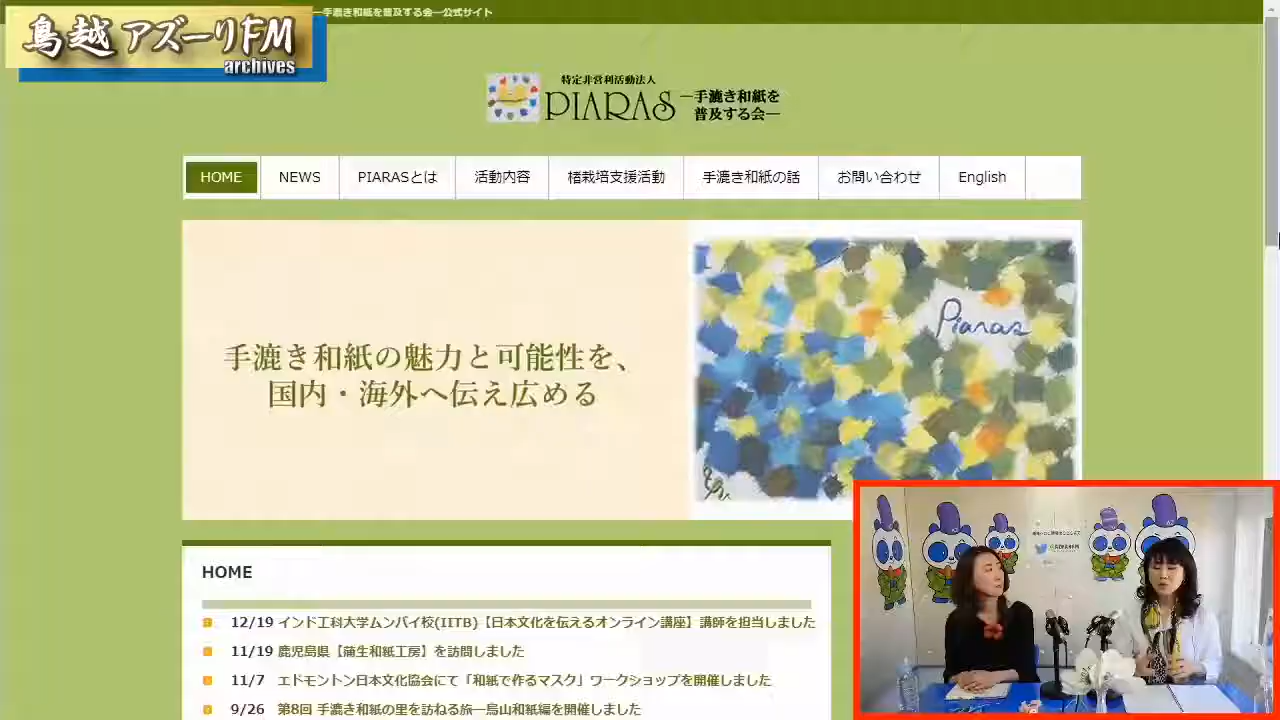 ―手漉き和紙を普及する会―公式サイト
鳥越 アズーりFM
archives
特定非営利活動法人
PIARAS ―手漉き和紙を
普及する会―
HOME
NEWS
PIARASとは
活動内容
楮栽培支援活動
手漉き和紙の話
お問い合わせ
English
手漉き和紙の魅力と可能性を、
国内・海外へ伝え広める
Piaras
HOME
12/19 インド工科大学ムンバイ校(IITB)【日本文化を伝えるオンライン講座】講師を担当しました
11/19 鹿児島県【蒲生和紙工房】を訪問しました
11/7 エドモントン日本文化協会にて「和紙で作るマスク」ワークショップを開催しました
9/26 第8回 手漉き和紙の里を訪ねる旅―烏山和紙編を開催しました